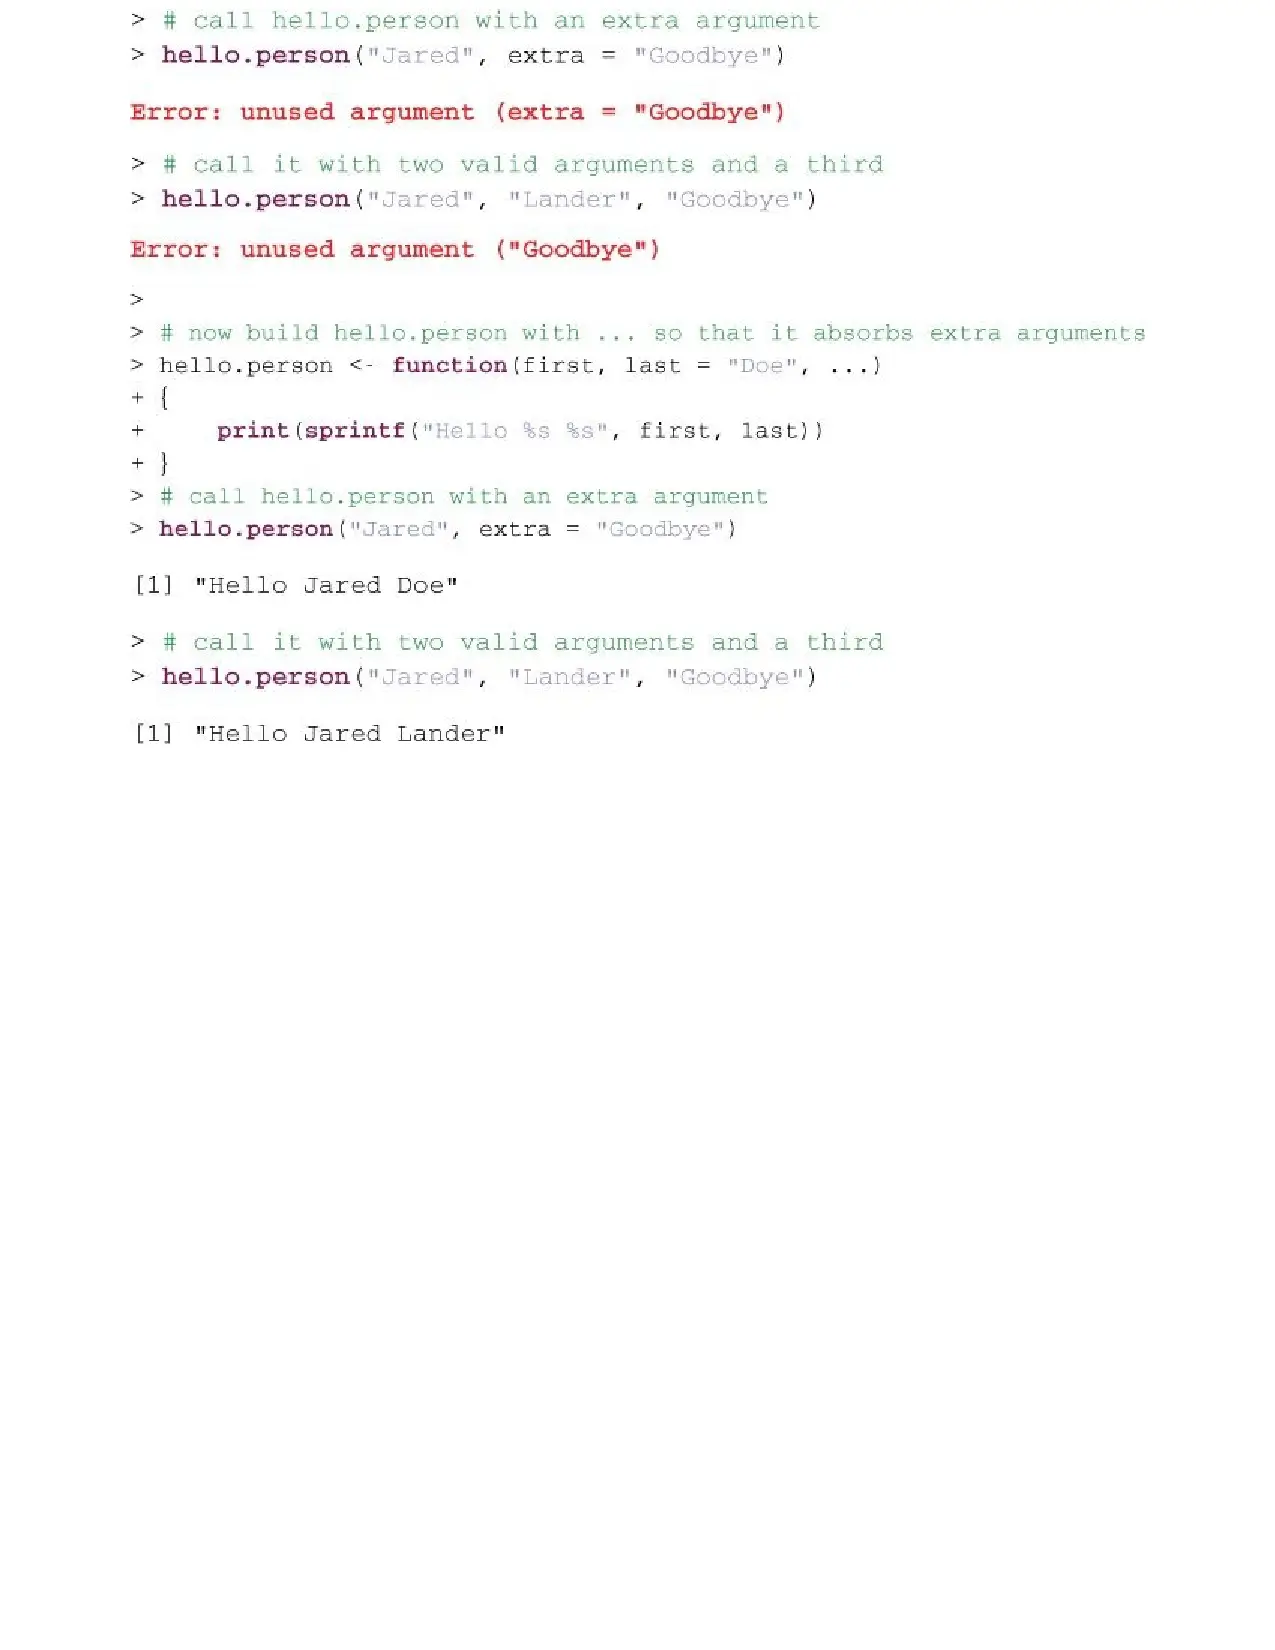 > # call hello.person with an extra argument
> hello.person("Jared", extra = "Goodbye")
Error: unused argument (extra = "Goodbye")
> # call it with two valid arguments and a third
> hello.person("Jared", "Lander", "Goodbye")
Error: unused argument ("Goodbye")
>
> # now build hello.person with ... so that it absorbs extra arguments
> hello.person <- function(first, last = "Doe", ...)
+ {
+     print(sprintf("Hello %s %s", first, last))
+ }
> # call hello.person with an extra argument
> hello.person("Jared", extra = "Goodbye")
[1] "Hello Jared Doe"
> # call it with two valid arguments and a third
> hello.person("Jared", "Lander", "Goodbye")
[1] "Hello Jared Lander"